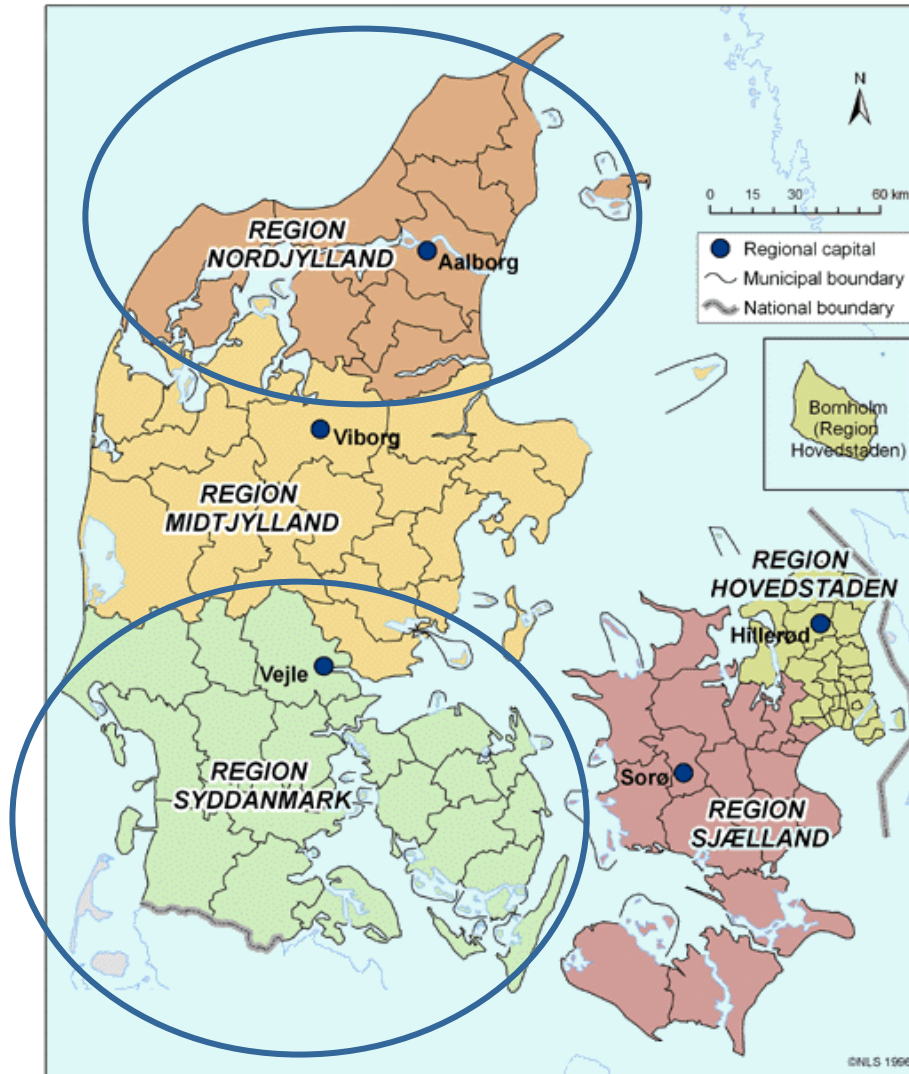 N
0 15 30 60 km
Regional capital
Municipal boundary
National boundary
REGION
NORDJYLLAND
Aalborg
Bornholm
(Region
Hovedstaden)
Viborg
REGION
MIDTJYLLAND
REGION
HOVEDSTADEN
Hillerød
Vejle
REGION
SYDDANMARK
Sorø
REGION
SJÆLLAND
©NLS 1996